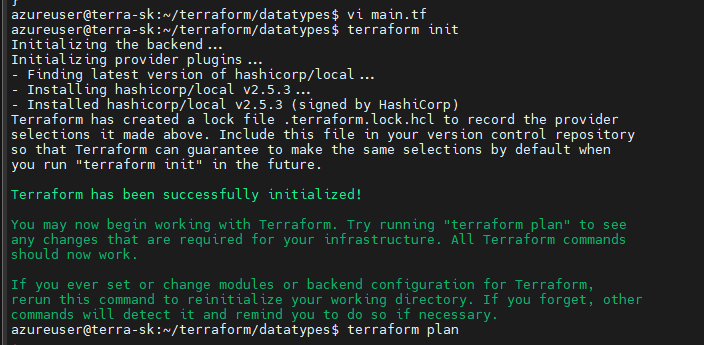 }
azureuser@terra-sk:~/terraform/datatypes$ vi main.tf
azureuser@terra-sk:~/terraform/datatypes$ terraform init
Initializing the backend...
Initializing provider plugins...
- Finding latest version of hashicorp/local...
- Installing hashicorp/local v2.5.3...
- Installed hashicorp/local v2.5.3 (signed by HashiCorp)
Terraform has created a lock file .terraform.lock.hcl to record the provider
selections it made above. Include this file in your version control repository
so that Terraform can guarantee to make the same selections by default when
you run "terraform init" in the future.
Terraform has been successfully initialized!
You may now begin working with Terraform. Try running "terraform plan" to see
any changes that are required for your infrastructure. All Terraform commands
should now work.
If you ever set or change modules or backend configuration for Terraform,
rerun this command to reinitialize your working directory. If you forget, other
commands will detect it and remind you to do so if necessary.
azureuser@terra-sk:~/terraform/datatypes$ terraform plan